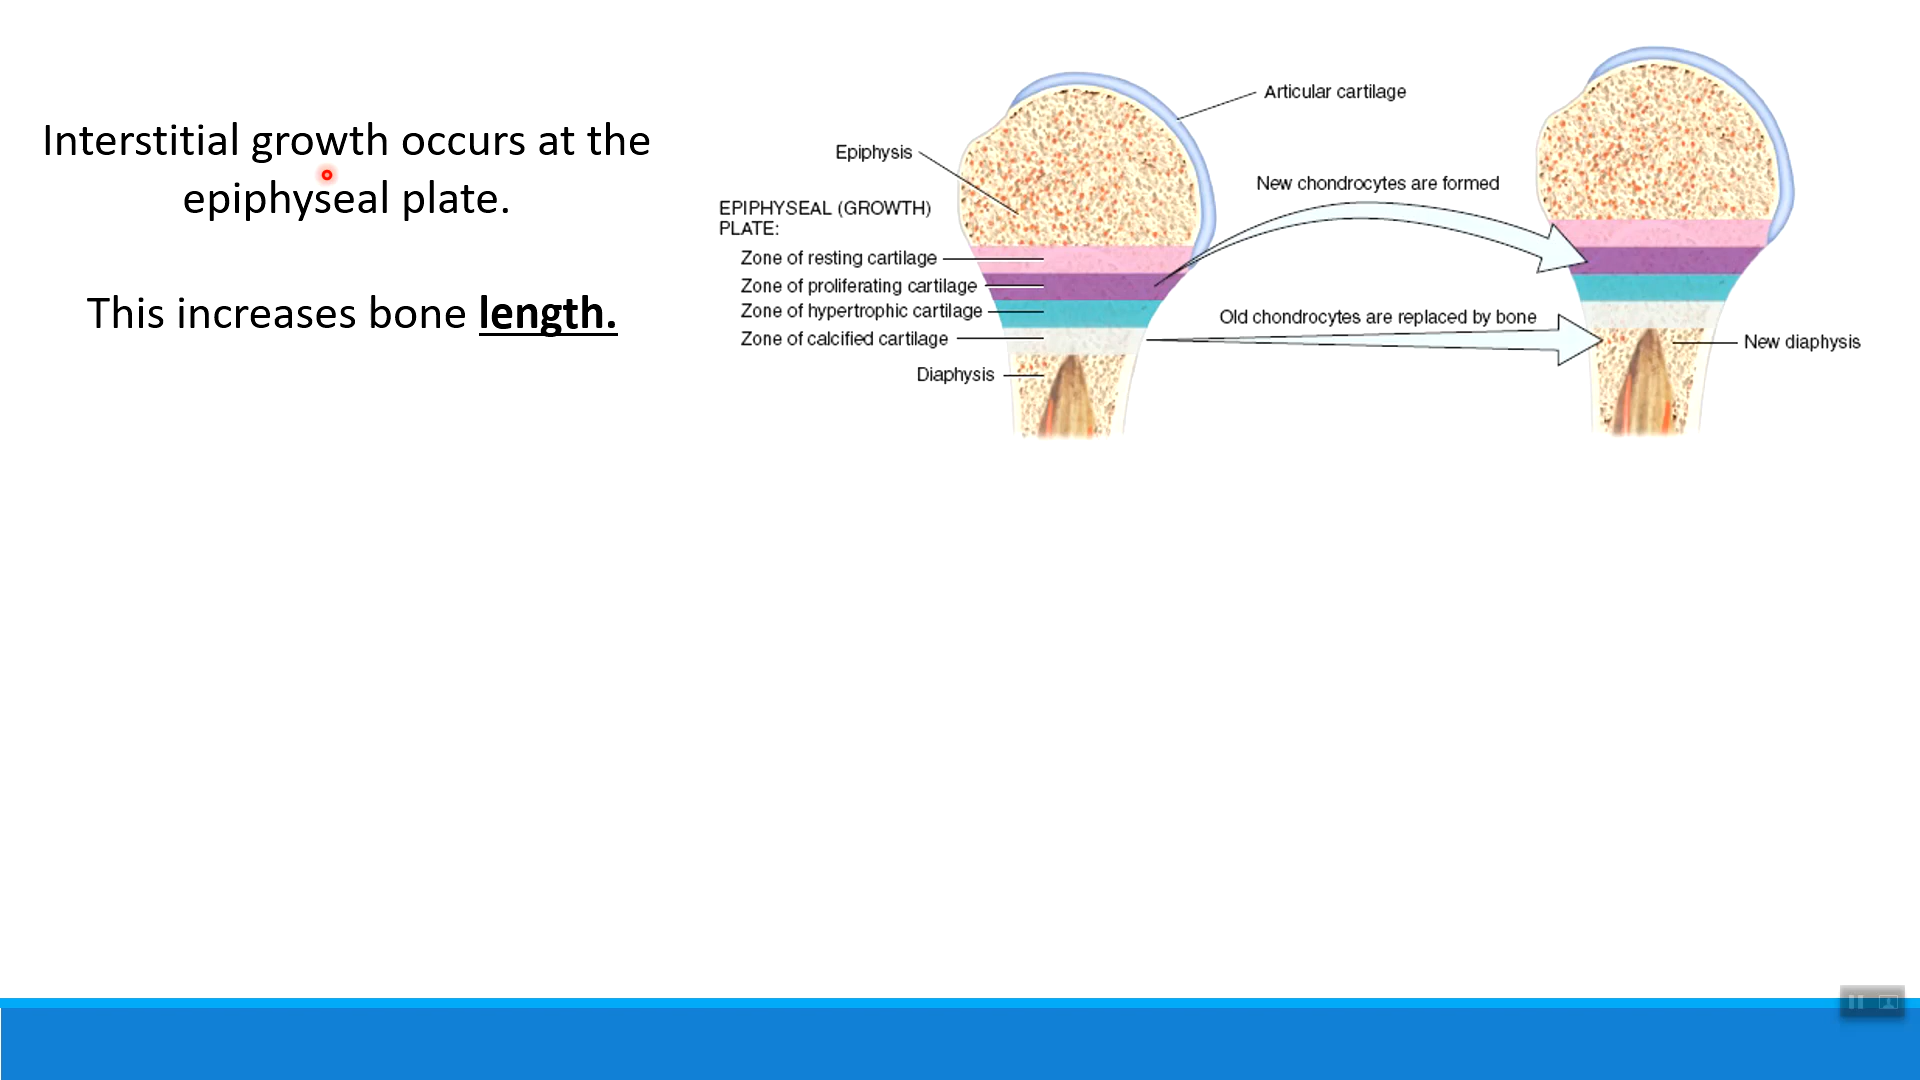 Interstitial growth occurs at the
epiphyseal plate.
This increases bone length.
Articular cartilage
Epiphysis
EPIPHYSEAL (GROWTH)
PLATE:
Zone of resting cartilage
Zone of proliferating cartilage
Zone of hypertrophic cartilage
Zone of calcified cartilage
Diaphysis
New chondrocytes are formed
Old chondrocytes are replaced by bone
New diaphysis